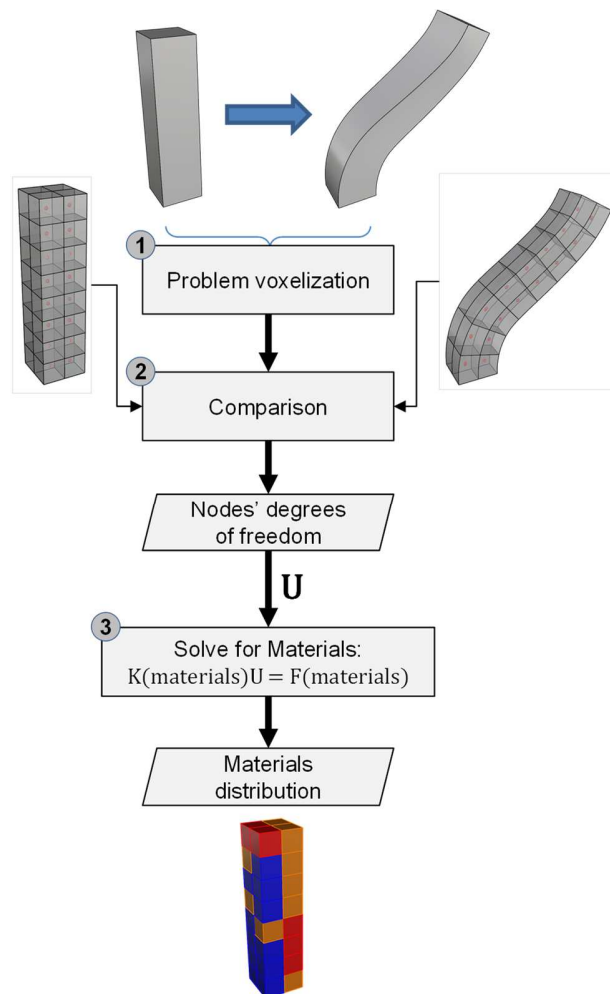 1
Problem voxelization
2
Comparison
Nodes’ degrees
of freedom
U
3
Solve for Materials:
K(materials)U = F(materials)
Materials
distribution